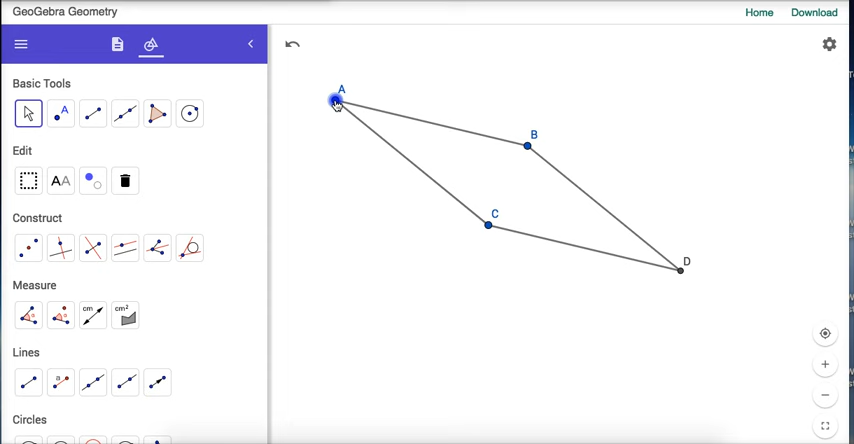 GeoGebra Geometry
Home Download
Basic Tools
A
Edit
AA
Construct
Measure
α
α
cm
cm²
Lines
a
Circles
A
B
C
D